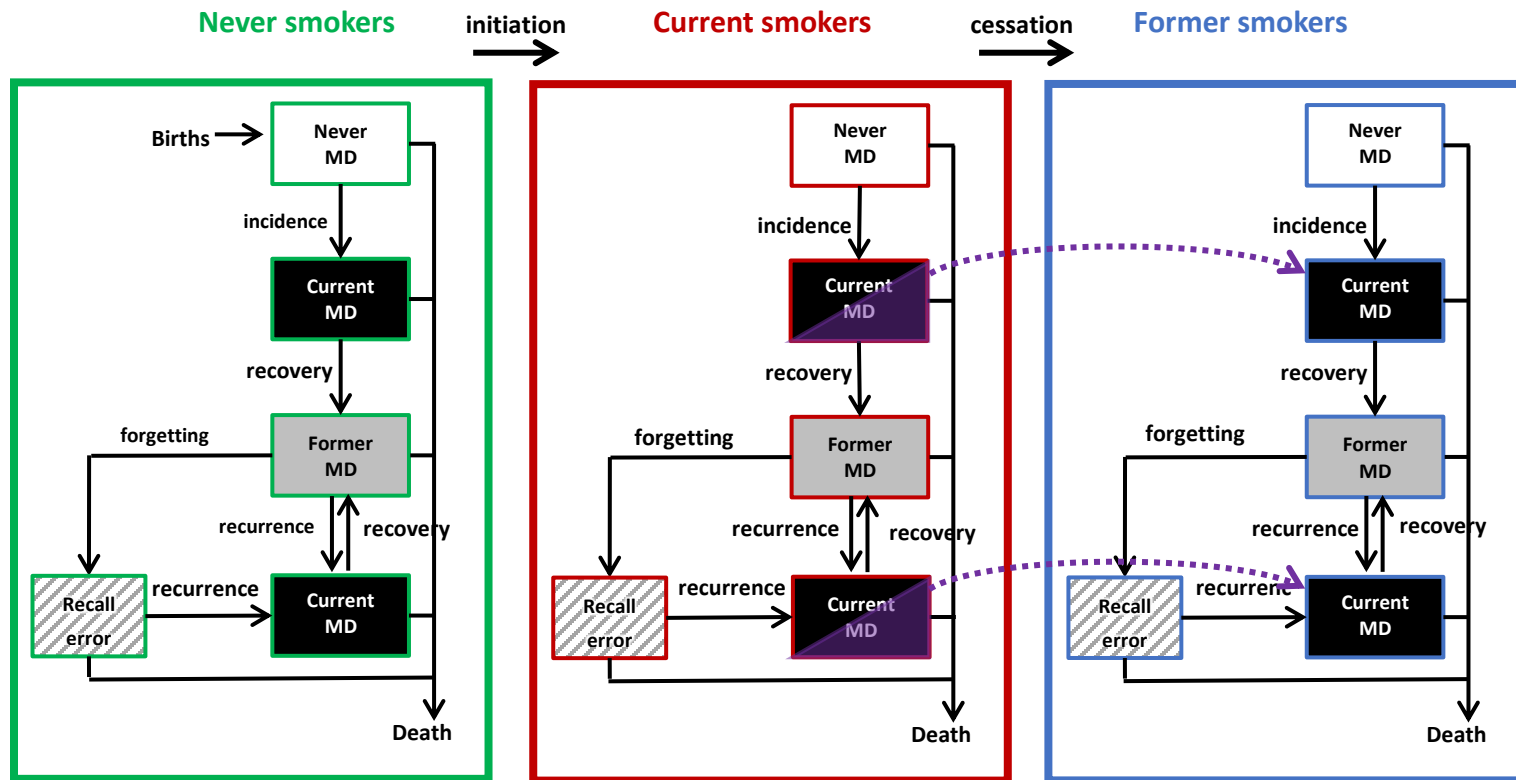 Never smokers
initiation
Current smokers
cessation
Former smokers
Births
Never
MD
incidence
Current
MD
recovery
Former
MD
forgetting
recurrence
recovery
Recall
error
recurrence
Current
MD
Death
Never
MD
incidence
Current
MD
recovery
Former
MD
forgetting
recurrence
recovery
Recall
error
recurrence
Current
MD
Death
Never
MD
incidence
Current
MD
recovery
Former
MD
forgetting
recurrence
recovery
Recall
error
recurrenc
Current
MD
Death